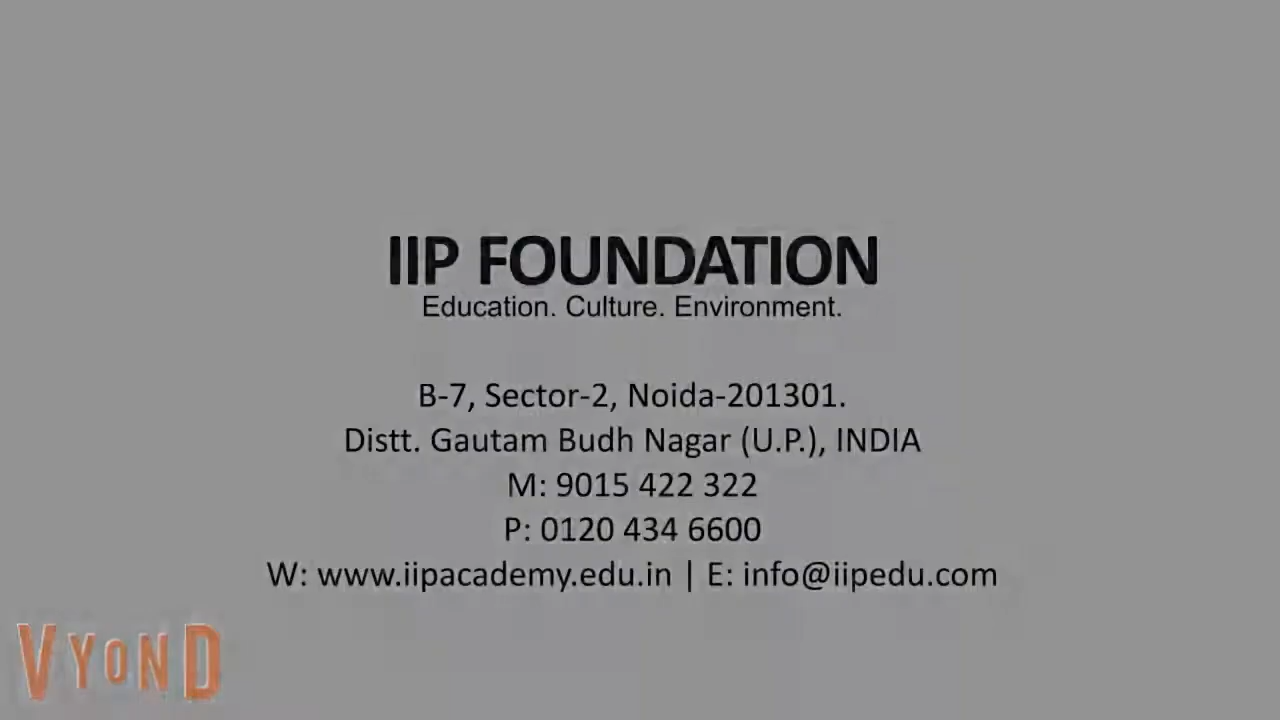 IIP FOUNDATION
Education. Culture. Environment.
B-7, Sector-2, Noida-201301.
Distt. Gautam Budh Nagar (U.P.), INDIA
M: 9015 422 322
P: 0120 434 6600
W: www.iipacademy.edu.in | E: info@iipedu.com
VYOND